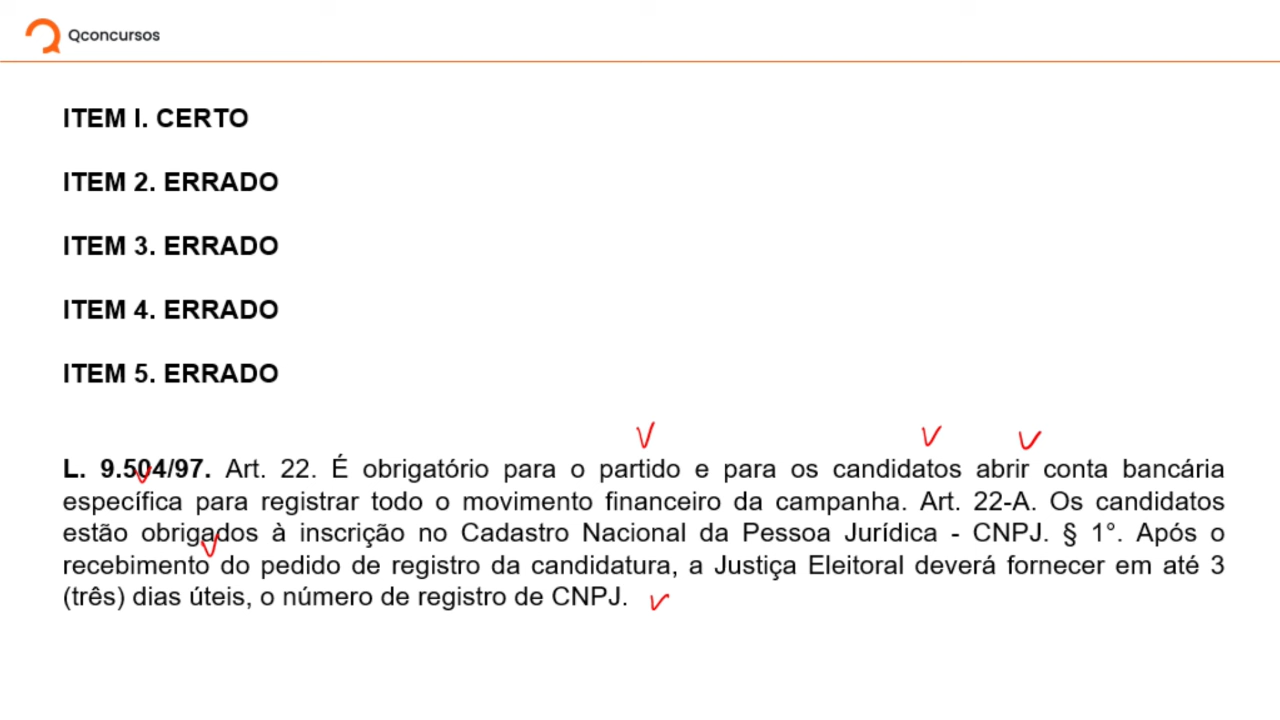 Qconcursos
ITEM I. CERTO
ITEM 2. ERRADO
ITEM 3. ERRADO
ITEM 4. ERRADO
ITEM 5. ERRADO
L. 9.504/97. Art. 22. É obrigatório para o partido e para os candidatos abrir conta bancária
específica para registrar todo o movimento financeiro da campanha. Art. 22-A. Os candidatos
estão obrigados à inscrição no Cadastro Nacional da Pessoa Jurídica - CNPJ. § 1°. Após o
recebimento do pedido de registro da candidatura, a Justiça Eleitoral deverá fornecer em até 3
(três) dias úteis, o número de registro de CNPJ.